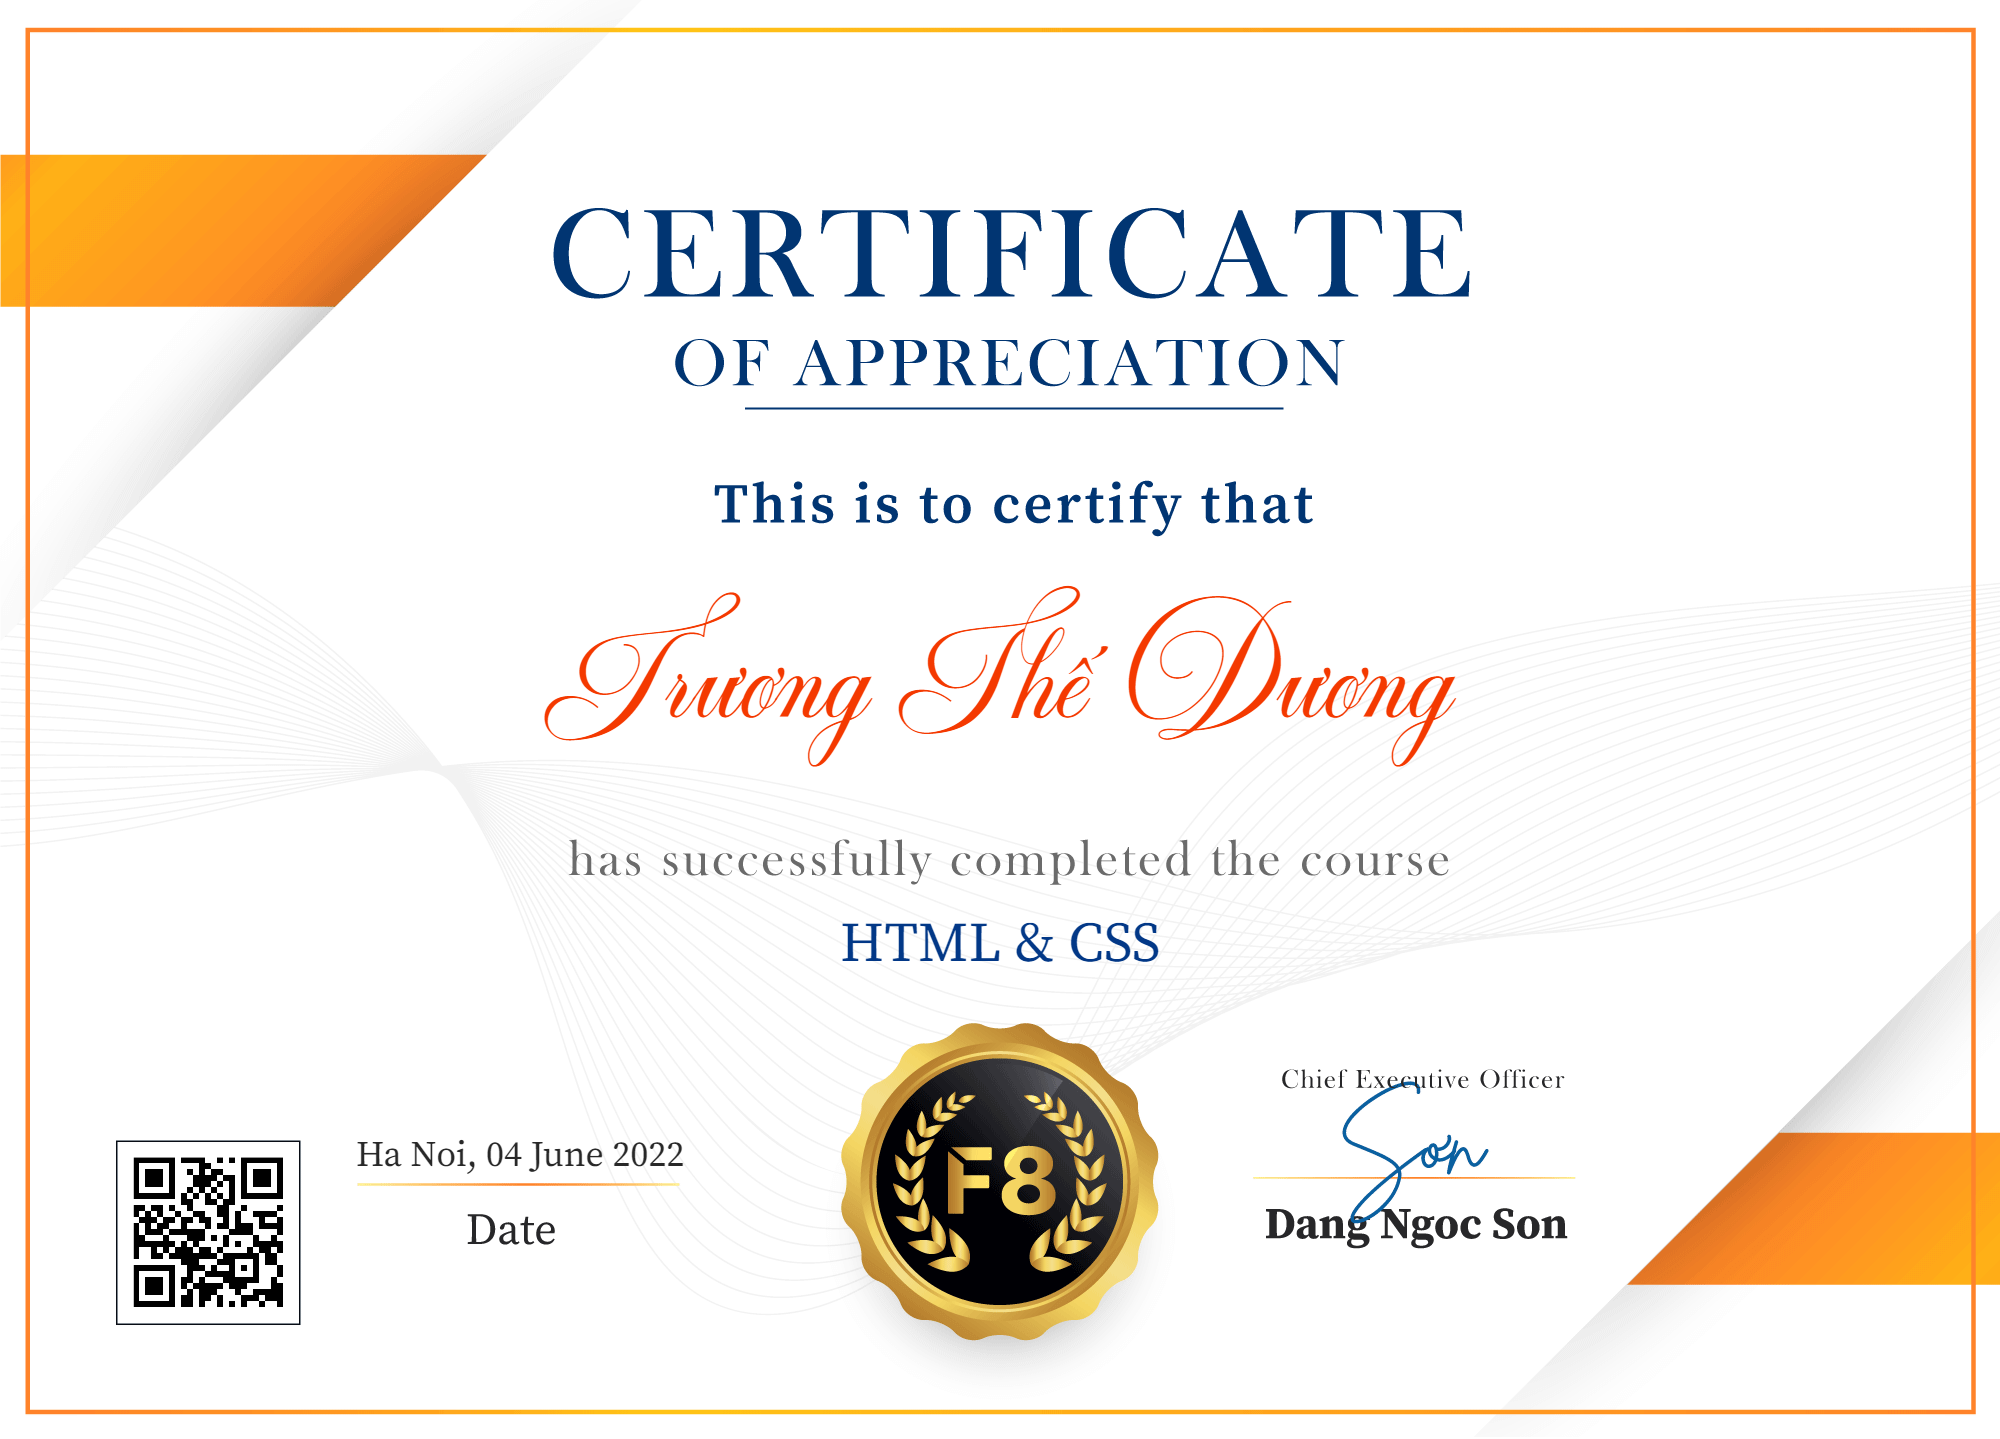 CERTIFICATE
OF APPRECIATION
This is to certify that
Trương Thế Dương
has successfully completed the course
HTML & CSS
Ha Noi, 04 June 2022
Date
F8
Chief Executive Officer
Sơn
Dang Ngoc Son